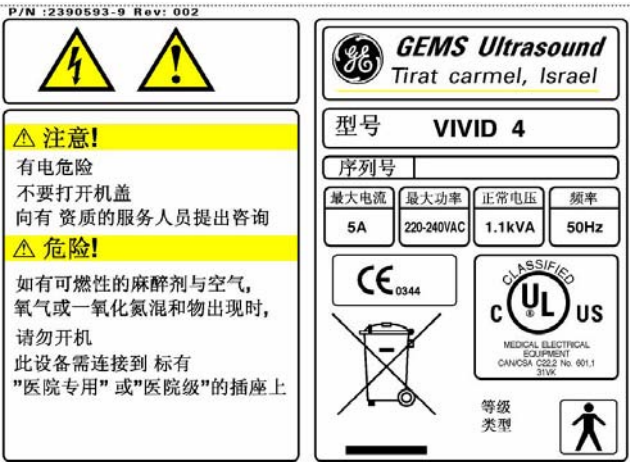 P/N :2390593-9 Rev: 002
注意!
有电危险
不要打开机盖
向有 资质的服务人员提出咨询
危险!
如有可燃性的麻醉剂与空气,
氧气或一氧化氮混和物出现时,
请勿开机
此设备需连接到 标有
"医院专用" 或"医院级"的插座上
GE
GEMS Ultrasound
Tirat carmel, Israel
型号 VIVID 4
序列号
最大电流 最大功率 正常电压 频率
5A 220-240VAC 1.1kVA 50Hz
CE 0344
CLASSIFIED
C UL ® US
MEDICAL ELECTRICAL
EQUIPMENT
CAN/CSA C22.2 No. 601,1
31VK
等级
类型